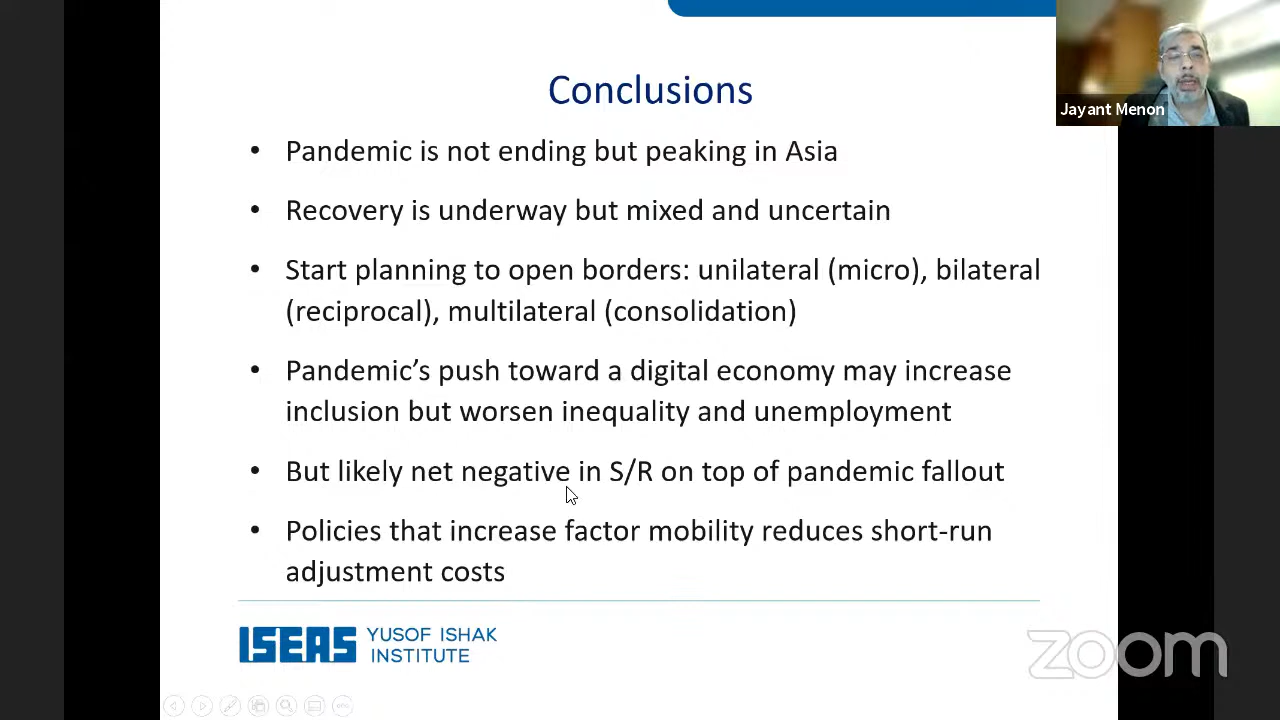 Conclusions
Jayant Menon
• Pandemic is not ending but peaking in Asia
• Recovery is underway but mixed and uncertain
• Start planning to open borders: unilateral (micro), bilateral
(reciprocal), multilateral (consolidation)
• Pandemic’s push toward a digital economy may increase
inclusion but worsen inequality and unemployment
• But likely net negative in S/R on top of pandemic fallout
• Policies that increase factor mobility reduces short-run
adjustment costs
ISEAS YUSOF ISHAK
INSTITUTE
zoom